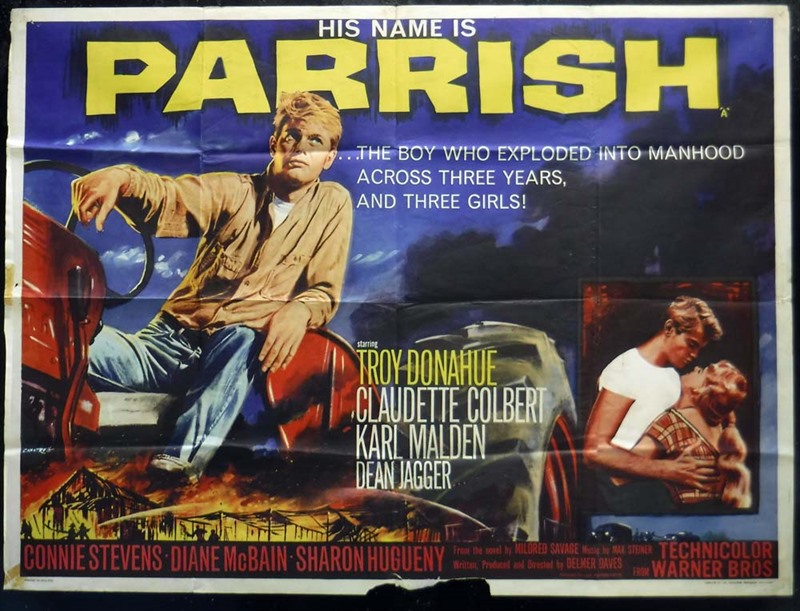 HIS NAME IS
PARRISH
"A"
...THE BOY WHO EXPLODED INTO MANHOOD
ACROSS THREE YEARS,
AND THREE GIRLS!
starring
TROY DONAHUE
CLAUDETTE COLBERT
KARL MALDEN
DEAN JAGGER
CONNIE STEVENS · DIANE McBAIN · SHARON HUGUENY
From the novel by MILDRED SAVAGE Music by MAX STEINER
Written, Produced and Directed by DELMER DAVES
TECHNICOLOR
FROM WARNER BROS